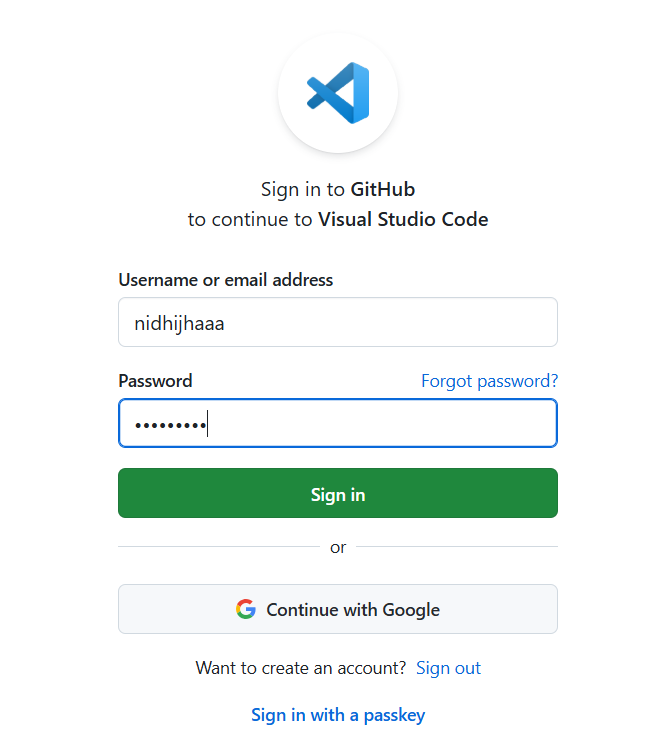 Sign in to GitHub
to continue to Visual Studio Code
Username or email address
nidhijhaaa
Password Forgot password?
•••••••••
Sign in
or
Continue with Google
Want to create an account? Sign out
Sign in with a passkey